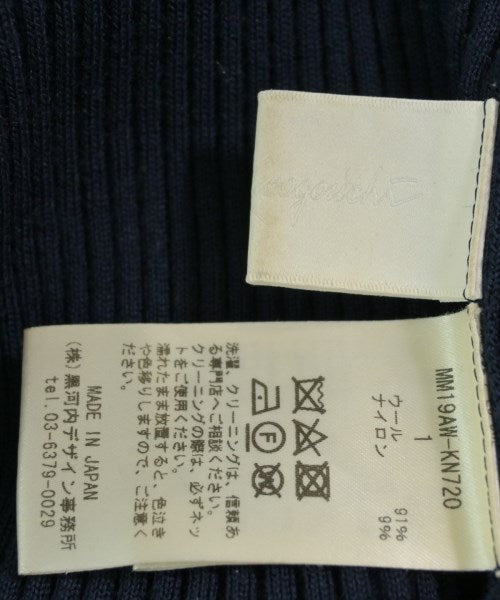 MM19AW-KN720
1
ウール 91%
ナイロン 9%
洗濯、クリーニングは、信頼あ
る専門店へご相談ください。
クリーニングの際は、必ずネッ
トをご使用ください。
濡れたまま放置すると、色泣き
や色移りしますので、ご注意く
ださい。
MADE IN JAPAN
(株)黒河内デザイン事務所
tel.03-6379-0029